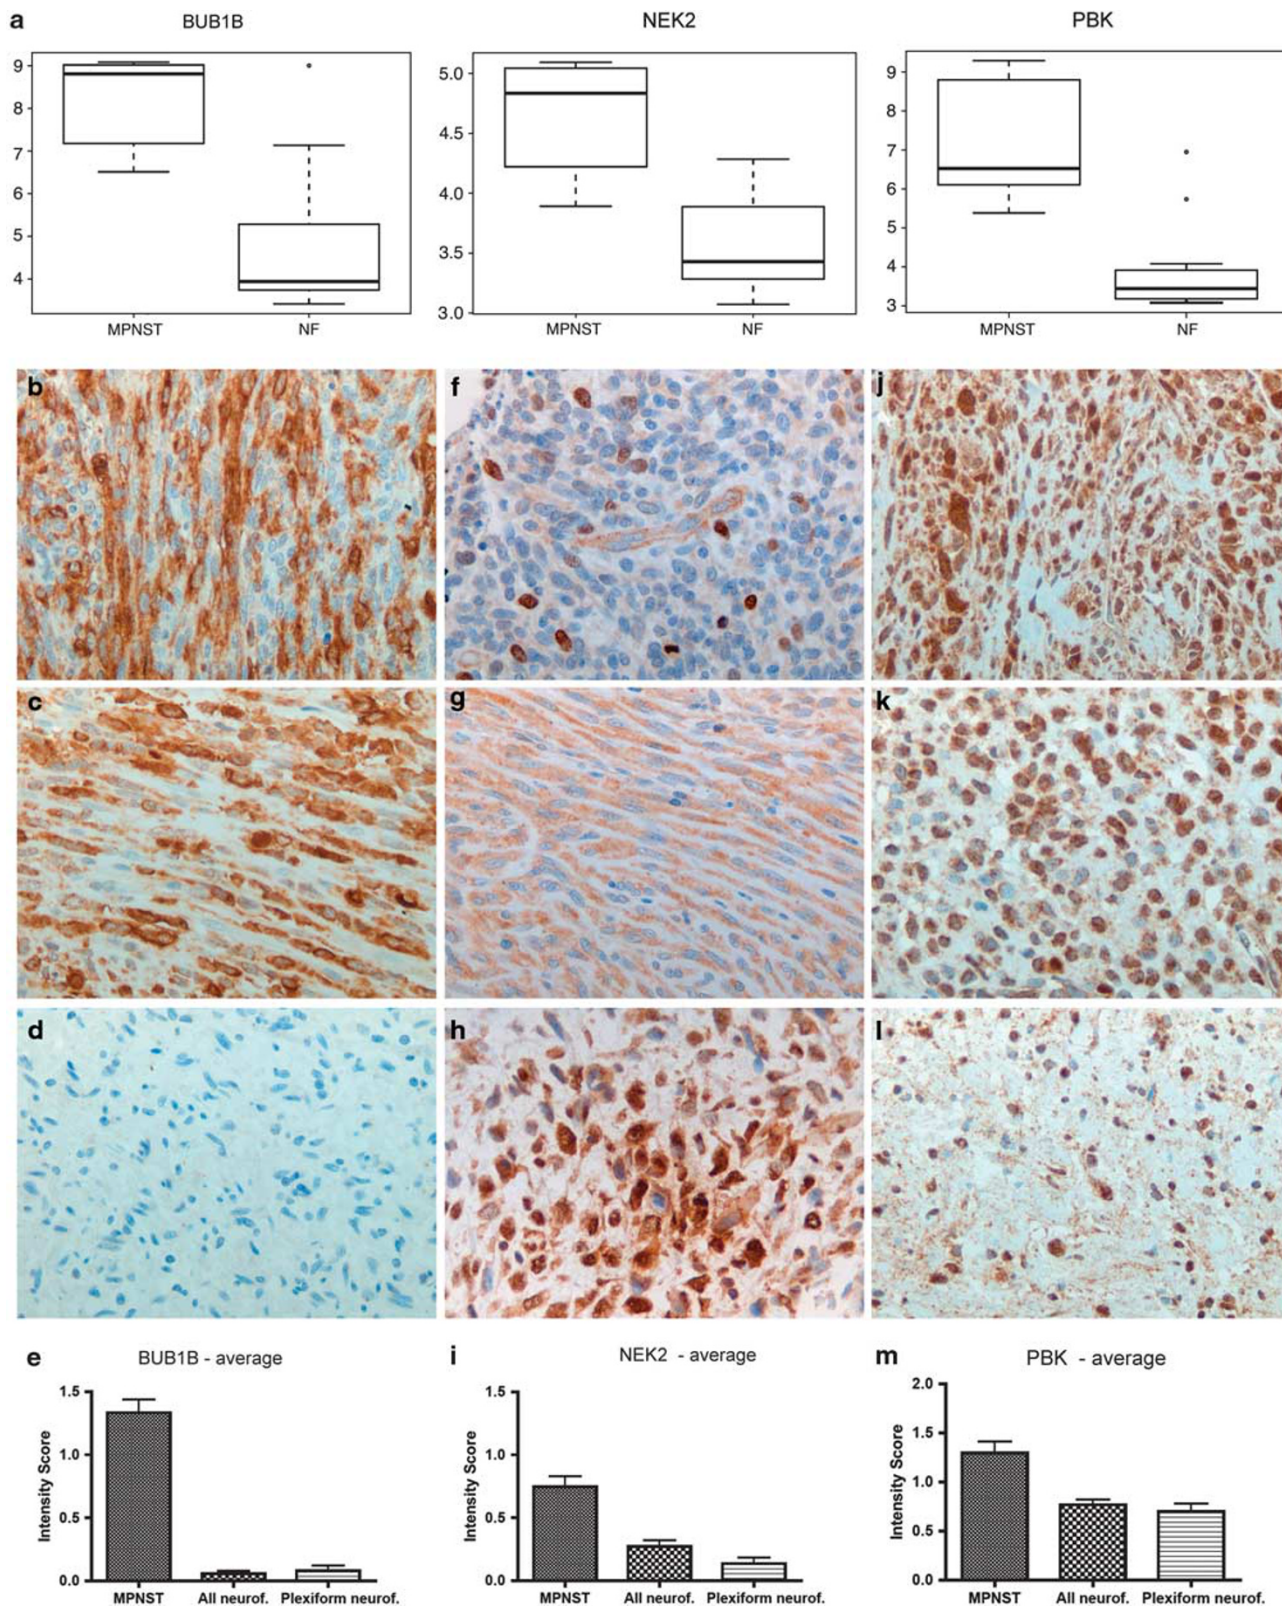 a
BUB1B
NEK2
PBK
9
8
7
6
5
4
5.0
4.5
4.0
3.5
3.0
9
8
7
6
9
4
3
MPNST
NF
MPNST
NF
MPNST
NF
b
f
j
c
g
k
d
h
l
e
BUB1B - average
i
NEK2 - average
m
PBK - average
Intensity Score
1.5
1.0
0.5
0.0
Intensity Score
1.5
1.0
0.5
0.0
Intensity Score
2.0
1.5
1.0
0.5
0.0
MPNST All neurof. Plexiform neurof.
MPNST All neurof. Plexiform neurof.
MPNST All neurof. Plexiform neurof.